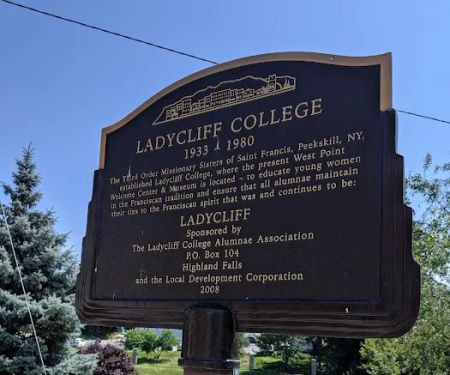 LADYCLIFF COLLEGE
1933 - 1980
The Third Order Missionary Sisters of Saint Francis, Peekskill, NY,
established Ladycliff College, where the present West Point
Welcome Center & Museum is located - to educate young women
in the Franciscan tradition and ensure that all alumnae maintain
their ties to the Franciscan spirit that was and continues to be:
LADYCLIFF
Sponsored by
The Ladycliff College Alumnae Association
P.O. Box 104
Highland Falls
and the Local Development Corporation
2008